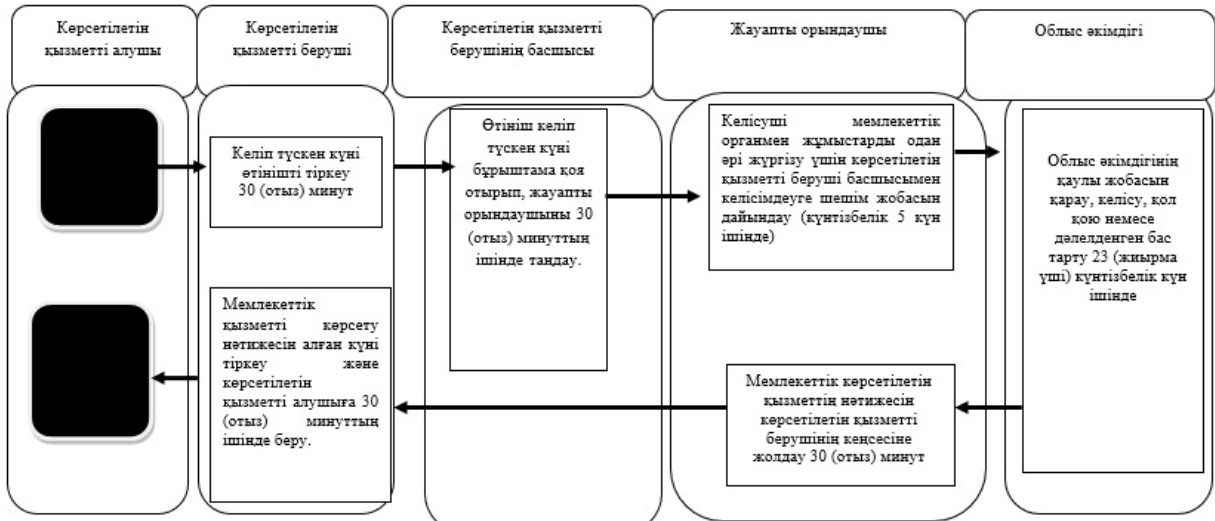 Көрсетілетін
қызметті алушы
Көрсетілетін
қызметті беруші
Көрсетілетін қызметті
берушінің басшысы
Жауапты орындаушы
Облыс әкімдігі
Келіп түскен күні
өтінішті тіркеу
30 (отыз) минут
Өтініш келіп
түскен күні
бұрыштама қоя
отырып, жауапты
орындаушыны 30
(отыз) минуттың
ішінде таңдау.
Келісуші мемлекеттік
органмен жұмыстарды одан
әрі жүргізу үшін көрсетілетін
қызметті беруші басшысымен
келісімдеуге шешім жобасын
дайындау (күнтізбелік 5 күн
ішінде)
Облыс әкімдігінің
қаулы жобасын
қарау, келісу, қол
қою немесе
дәлелденген бас
тарту 23 (жиырма
үші) күнтізбелік күн
ішінде
Мемлекеттік
қызметті көрсету
нәтижесін алған күні
тіркеу және
көрсетілетін
қызметті алушыға 30
(отыз) минуттың
ішінде беру.
Мемлекеттік көрсетілетін
қызметтің нәтижесін
көрсетілетін қызметті
берушінің кеңсесіне
жолдау 30 (отыз) минут